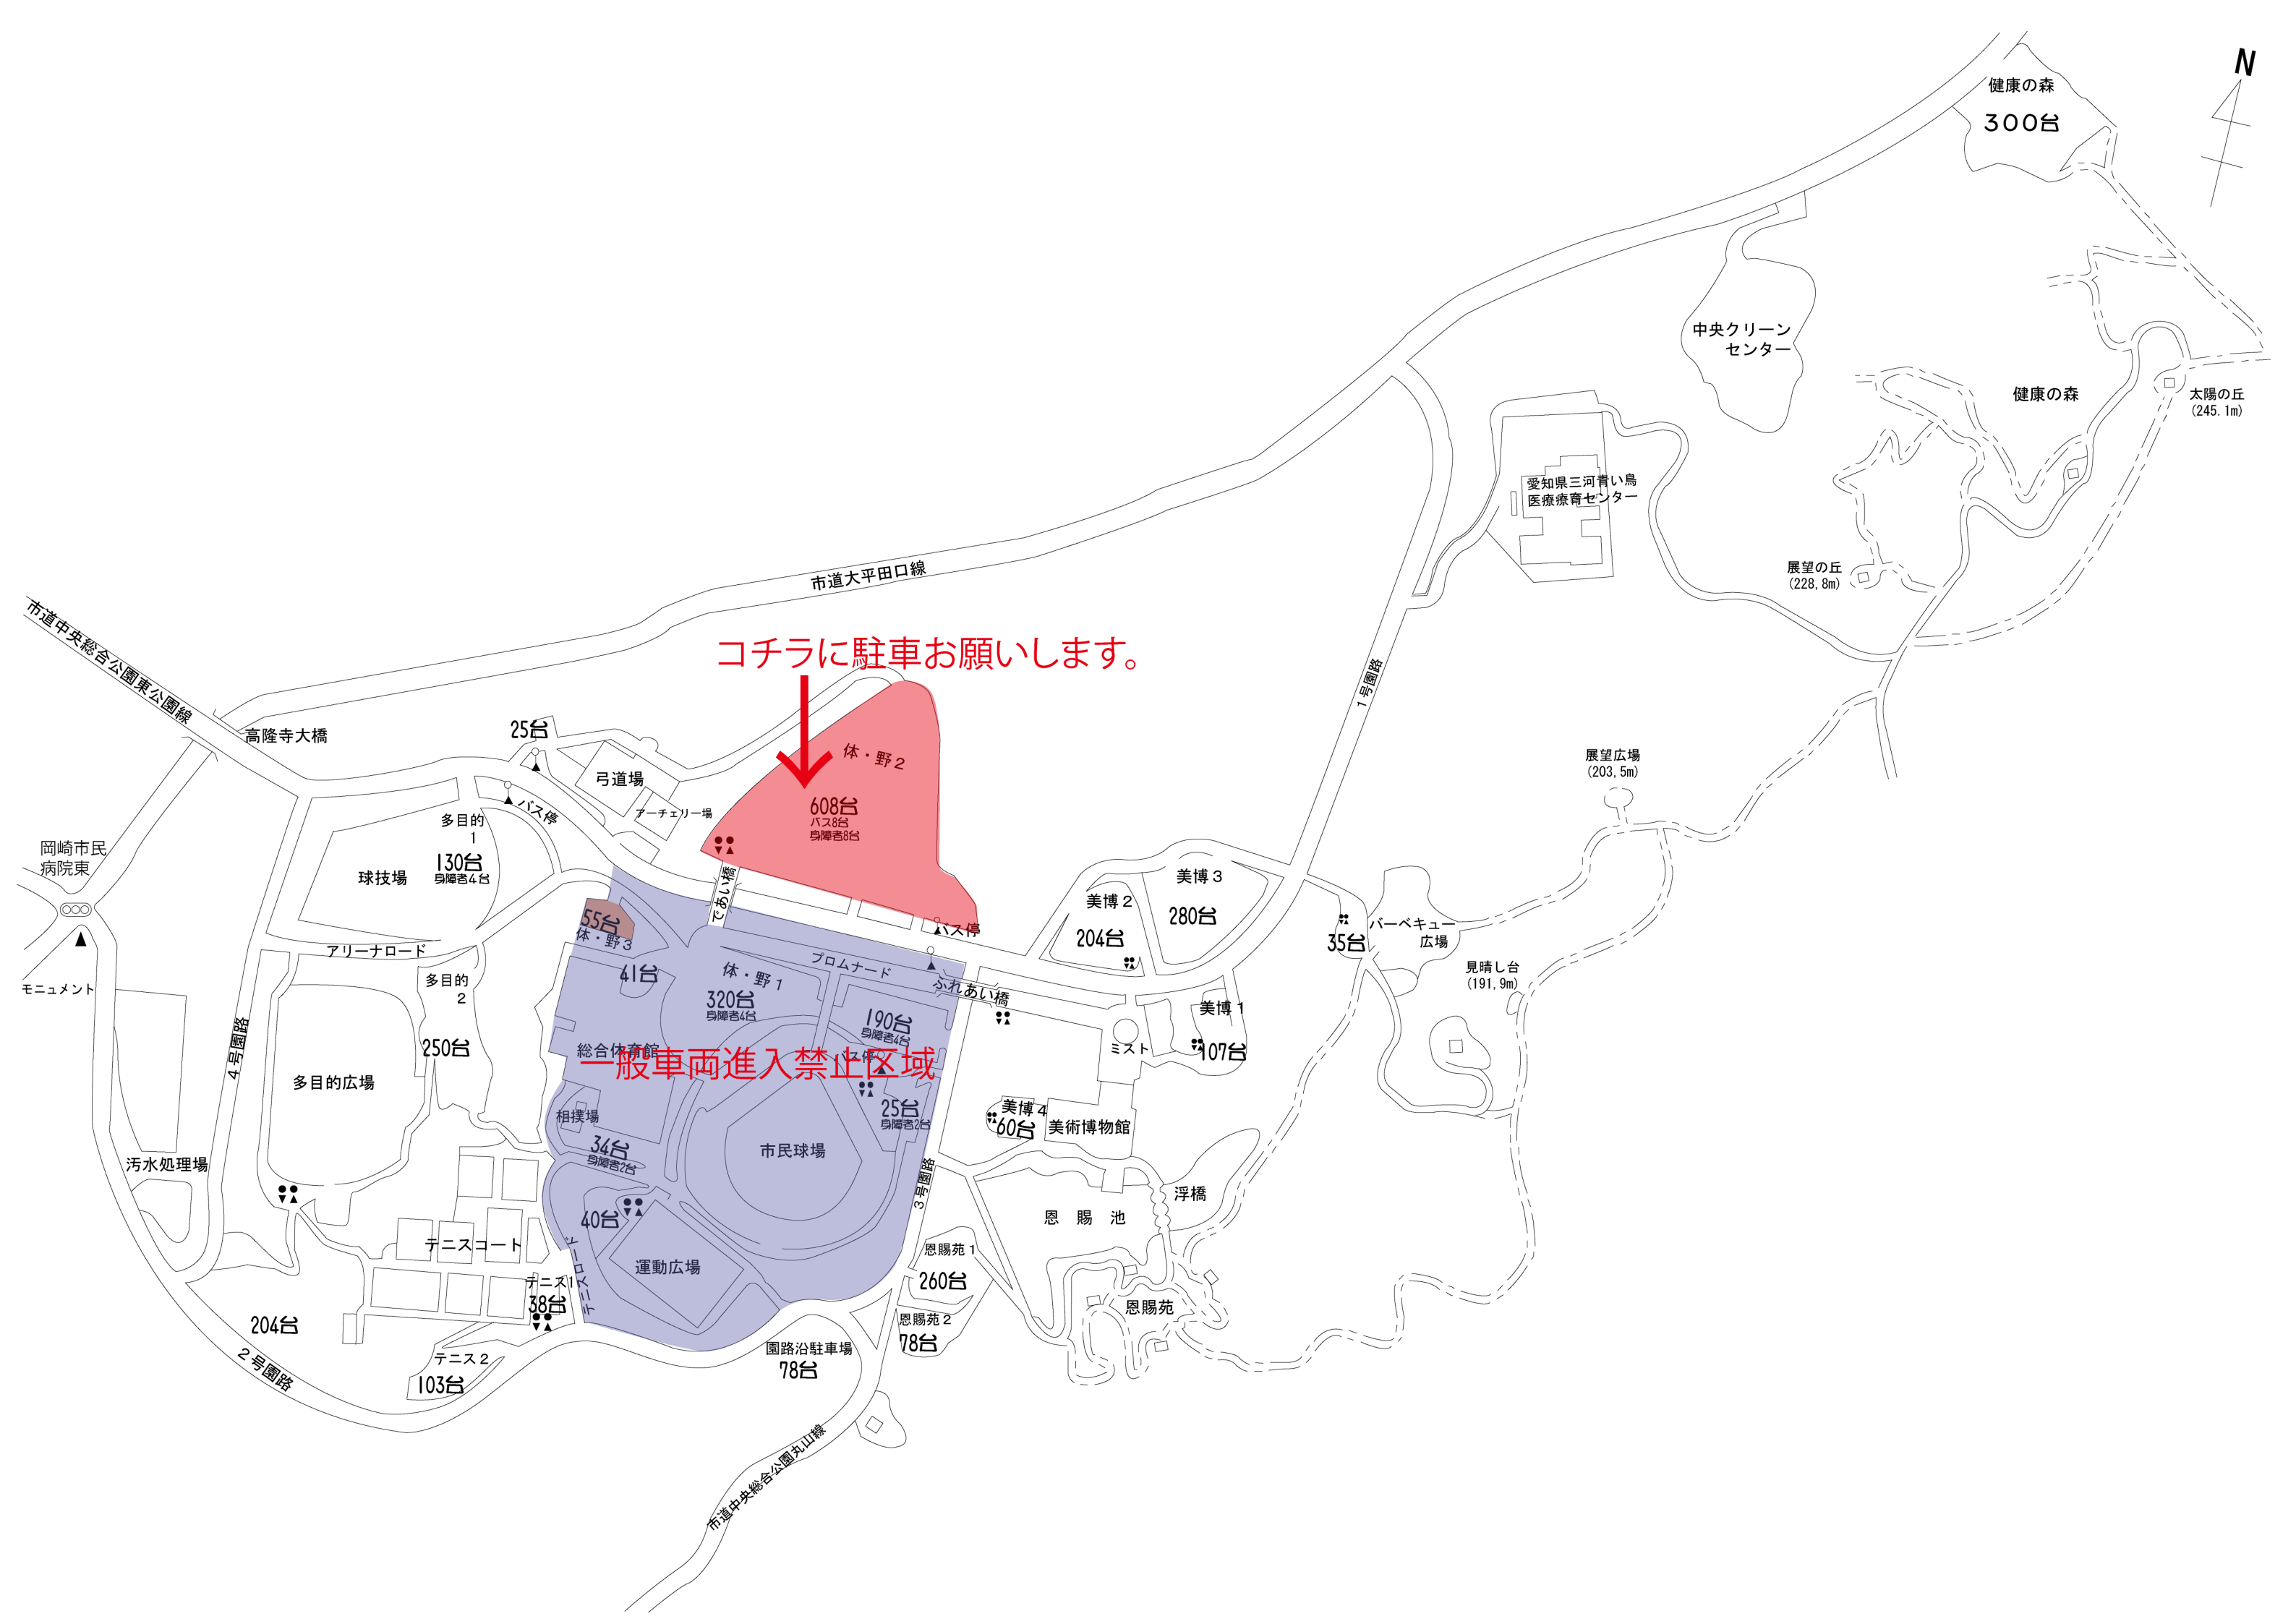 N
健康の森
300台
中央クリーン
センター
健康の森
太陽の丘
(245.1m)
愛知県三河青い鳥
医療療育センター
展望の丘
(228,8m)
市道大平田口線
市道中央総合公園東公園線
コチラに駐車お願いします。
1号園路
高隆寺大橋
25台
弓道場
アーチェリー場
バス停
体・野2
608台
バス8台
身障者8台
展望広場
(203,5m)
多目的
1
130台
身障者4台
球技場
岡崎市民
病院東
であい橋
美博3
280台
美博2
204台
バス停
55台
体・野3
41台
体・野1
320台
身障者4台
プロムナード
ふれあい橋
35台
バーベキュー
広場
見晴し台
(191,9m)
アリーナロード
多目的
2
250台
モニュメント
4号園路
190台
身障者4台
バス停
美博1
107台
ミスト
総合体育館
一般車両進入禁止区域
多目的広場
相撲場
34台
身障者2台
25台
身障者2台
美博4
60台
美術博物館
市民球場
汚水処理場
3号園路
浮橋
恩賜池
40台
運動広場
テニスコート
テニスロード
テニス1
38台
恩賜苑1
260台
恩賜苑2
78台
恩賜苑
204台
2号園路
テニス2
103台
園路沿駐車場
78台
市道中央総合公園丸山線